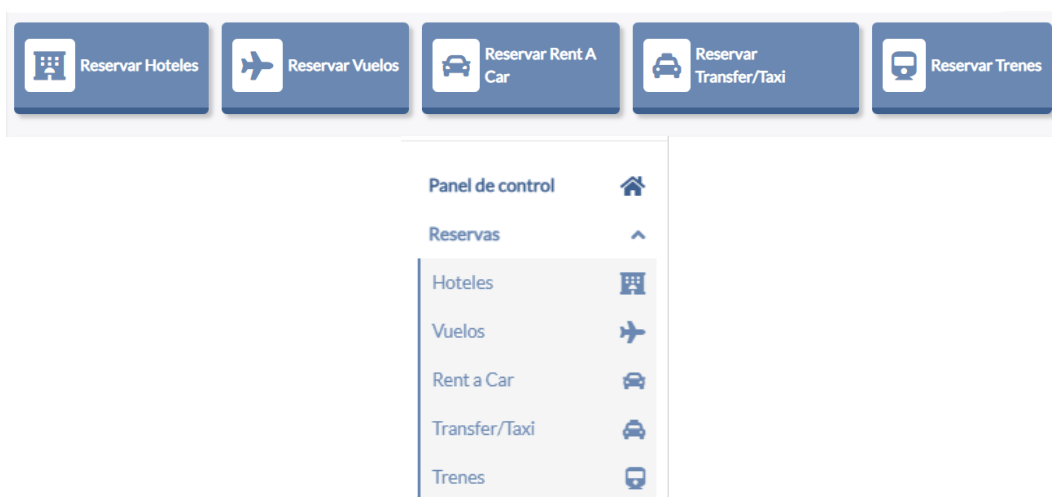 Reservar Hoteles
Reservar Vuelos
Reservar Rent A
Car
Reservar
Transfer/Taxi
Reservar Trenes
Panel de control
Reservas
Hoteles
Vuelos
Rent a Car
Transfer/Taxi
Trenes